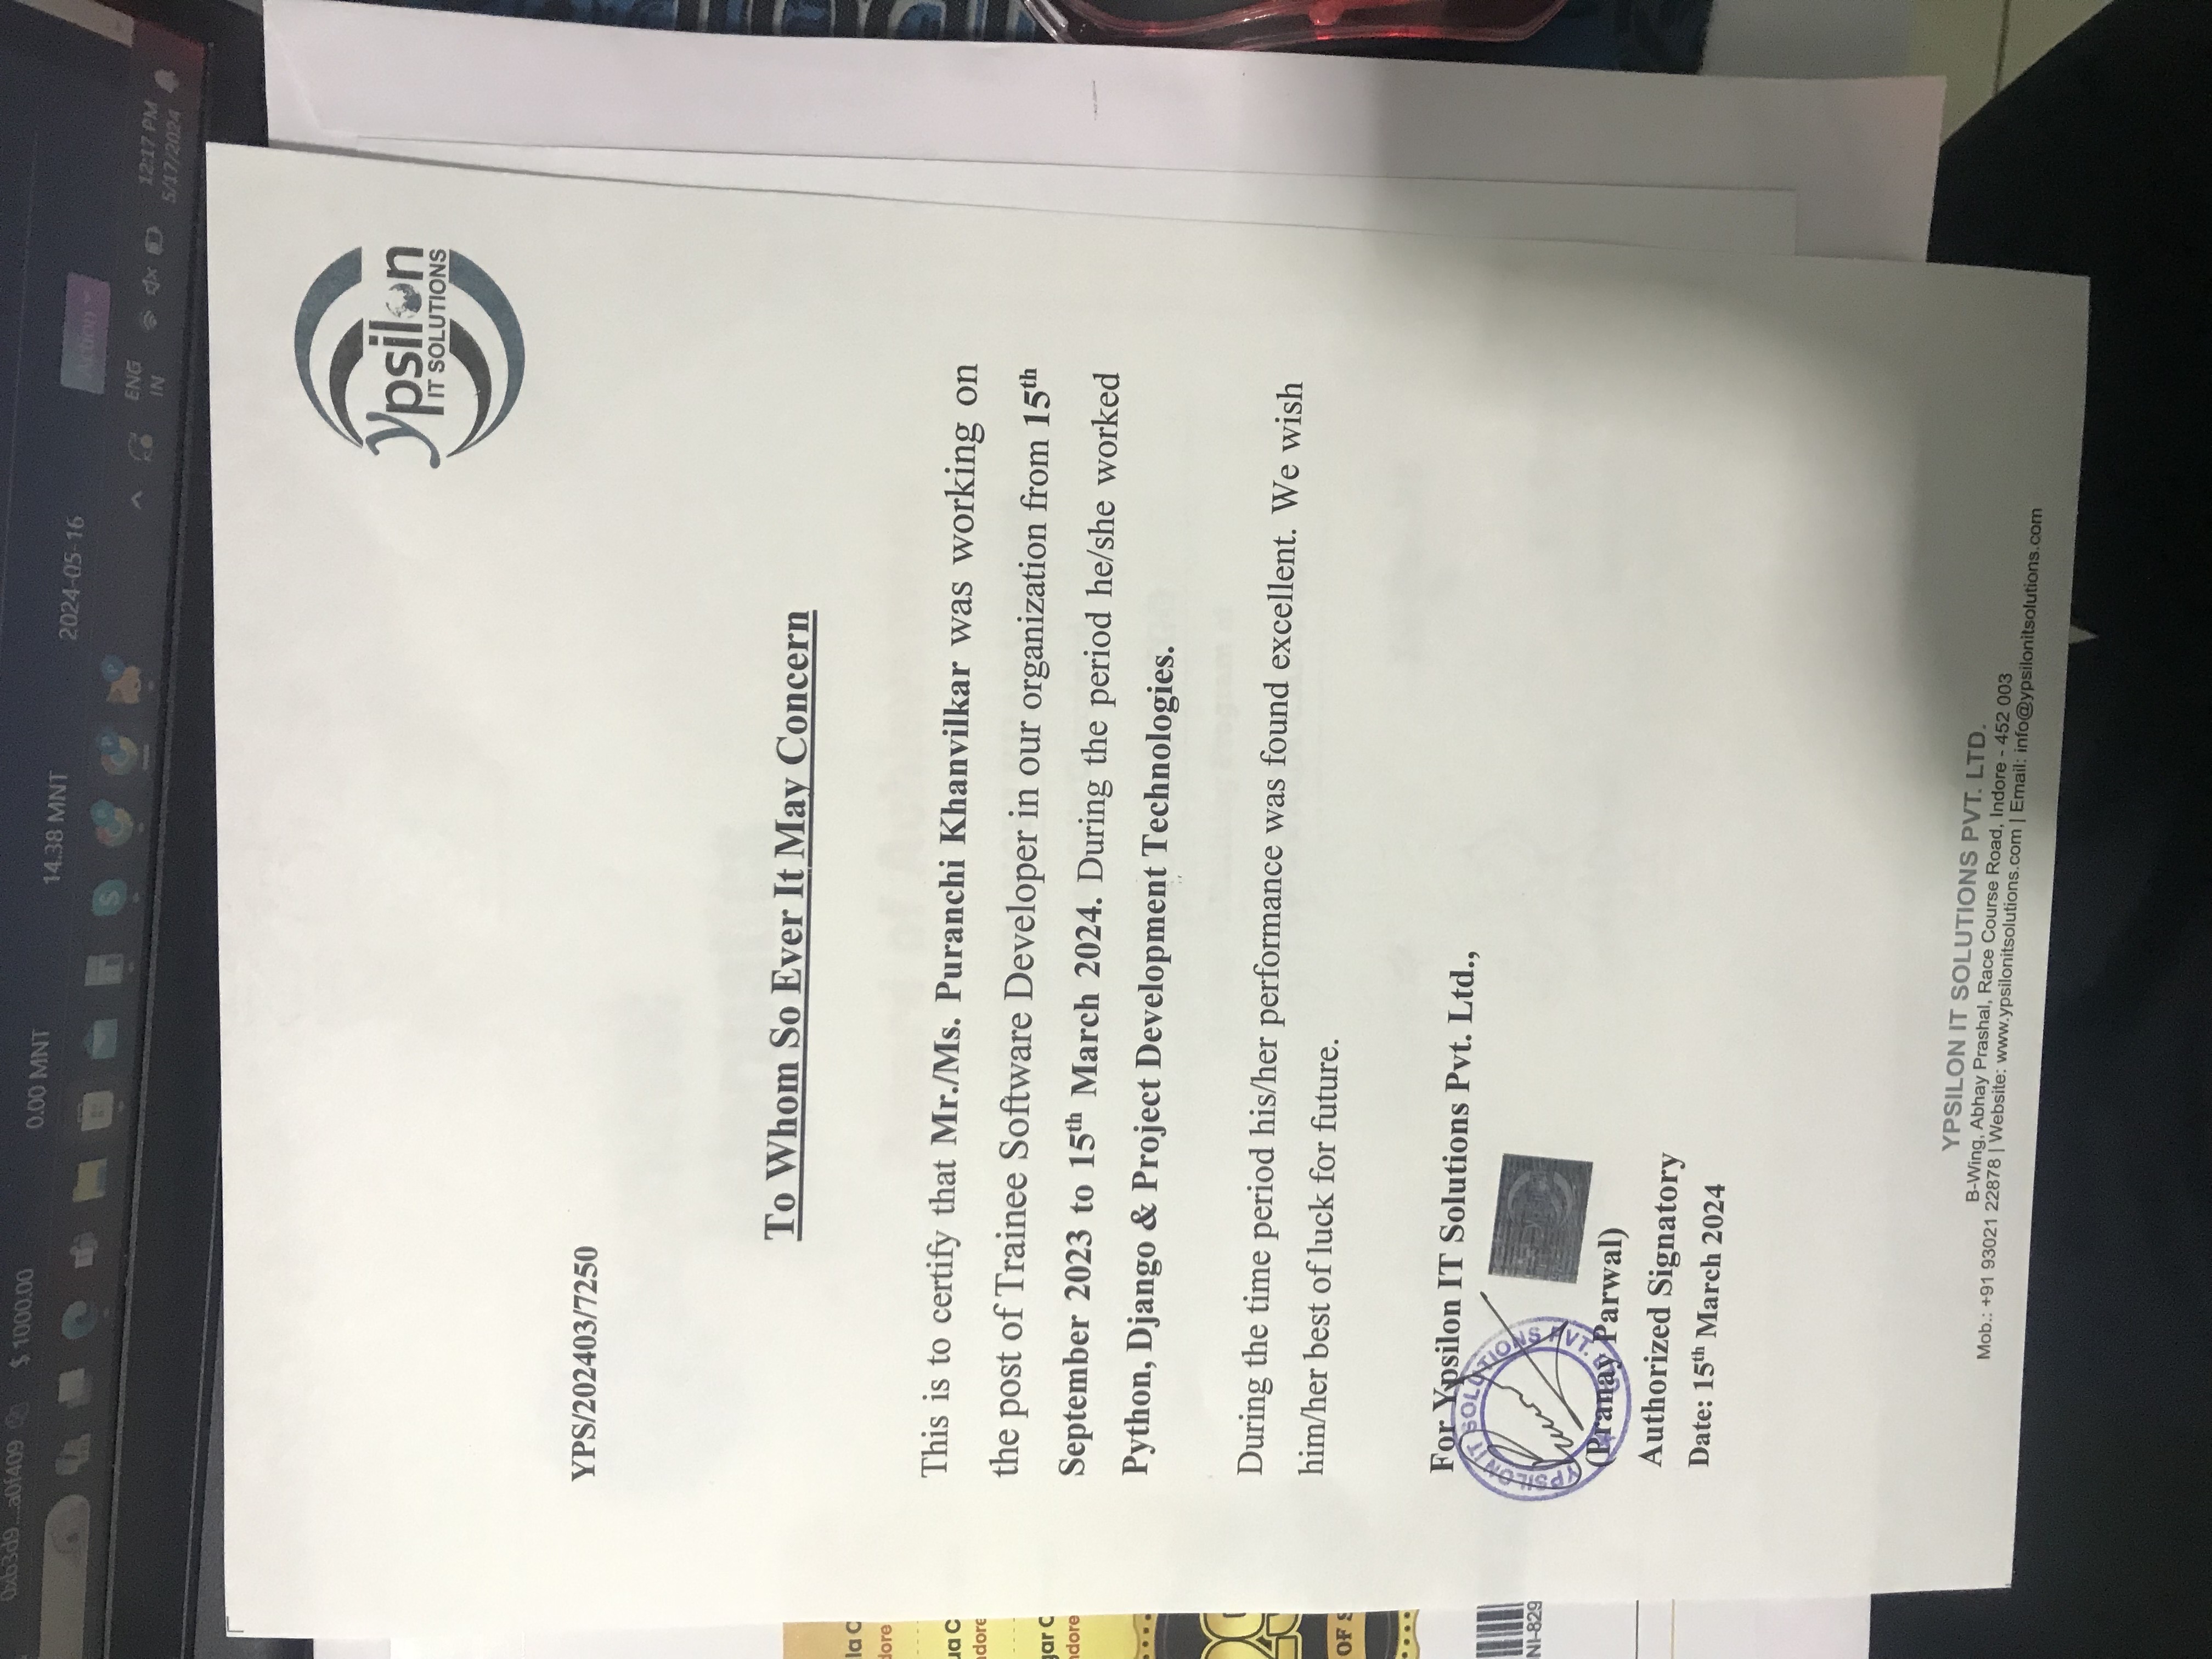 0xb3d9...a0f409 $ 1000.00 0.00 MNT 14.38 MNT 2024-05-16 Action
ENG
IN
12:17 PM
5/17/2024
Ypsilon
IT SOLUTIONS
YPS/202403/7250
To Whom So Ever It May Concern
This is to certify that Mr./Ms. Puranchi Khanvilkar was working on
the post of Trainee Software Developer in our organization from 15th
September 2023 to 15th March 2024. During the period he/she worked
Python, Django & Project Development Technologies.
During the time period his/her performance was found excellent. We wish
him/her best of luck for future.
For Ypsilon IT Solutions Pvt. Ltd.,
YPSILON IT SOLUTIONS PVT.
(Pranay Parwal)
Authorized Signatory
Date: 15th March 2024
YPSILON IT SOLUTIONS PVT. LTD.
B-Wing, Abhay Prashal, Race Course Road, Indore - 452 003
Mob.: +91 93021 22878 | Website: www.ypsilonitsolutions.com | Email: info@ypsilonitsolutions.com
la C
dore
ua C
ndore
gar C
ndore
29
OF S
NI-829